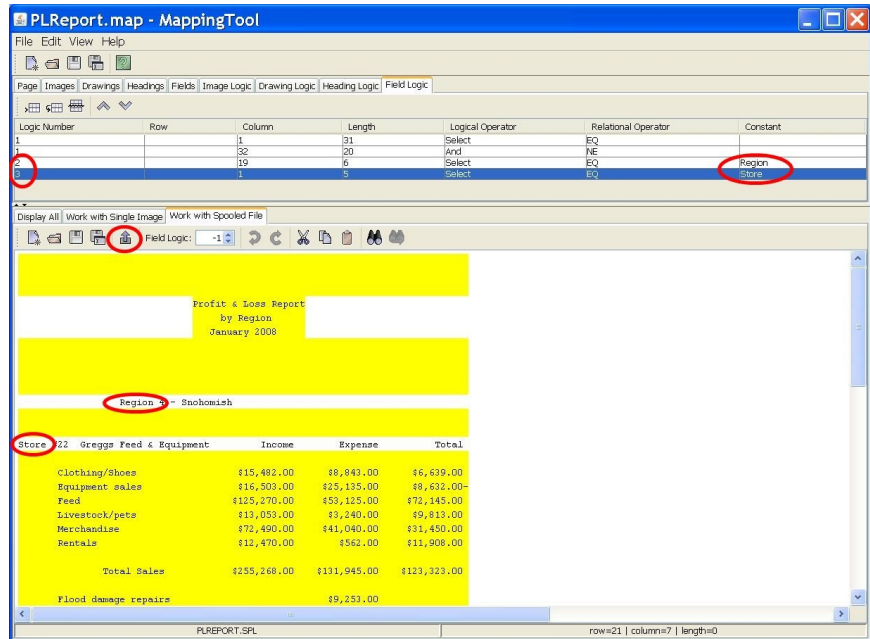 PLReport.map - MappingTool
File Edit View Help
Page Images Drawings Headings Fields Image Logic Drawing Logic Heading Logic Field Logic
Logic Number Row Column Length Logical Operator Relational Operator Constant
1 1 31 Select EQ
1 32 20 And NE
2 19 6 Select EQ Region
3 1 5 Select EQ Store
Display All Work with Single Image Work with Spooled File
Field Logic: -1
Profit & Loss Report
by Region
January 2008
Region 4 - Snohomish
Store #22 Greggs Feed & Equipment Income Expense Total
Clothing/Shoes $15,482.00 $8,843.00 $6,639.00
Equipment sales $16,503.00 $25,135.00 $8,632.00-
Feed $125,270.00 $53,125.00 $72,145.00
Livestock/pets $13,053.00 $3,240.00 $9,813.00
Merchandise $72,490.00 $41,040.00 $31,450.00
Rentals $12,470.00 $562.00 $11,908.00
Total Sales $255,268.00 $131,945.00 $123,323.00
Flood damage repairs $9,253.00
PLREPORT.SPL row=21 | column=7 | length=0